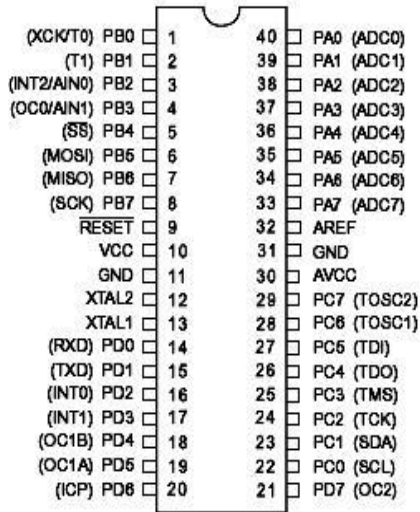 (XCK/T0) PB0 1 40 PA0 (ADC0)
(T1) PB1 2 39 PA1 (ADC1)
(INT2/AIN0) PB2 3 38 PA2 (ADC2)
(OC0/AIN1) PB3 4 37 PA3 (ADC3)
(SS) PB4 5 36 PA4 (ADC4)
(MOSI) PB5 6 35 PA5 (ADC5)
(MISO) PB6 7 34 PA6 (ADC6)
(SCK) PB7 8 33 PA7 (ADC7)
RESET 9 32 AREF
VCC 10 31 GND
GND 11 30 AVCC
XTAL2 12 29 PC7 (TOSC2)
XTAL1 13 28 PC6 (TOSC1)
(RXD) PD0 14 27 PC5 (TDI)
(TXD) PD1 15 26 PC4 (TDO)
(INT0) PD2 16 25 PC3 (TMS)
(INT1) PD3 17 24 PC2 (TCK)
(OC1B) PD4 18 23 PC1 (SDA)
(OC1A) PD5 19 22 PC0 (SCL)
(ICP) PD6 20 21 PD7 (OC2)